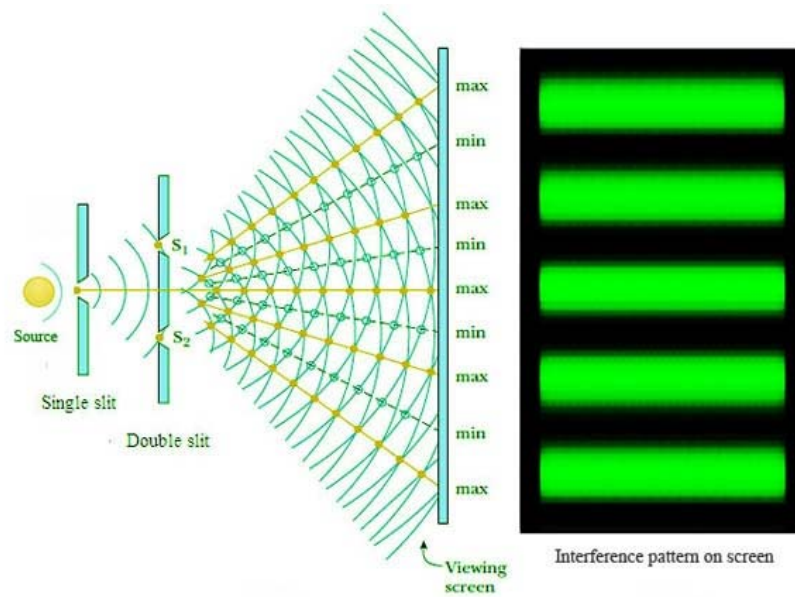 max
min
max
S₁
min
max
Source
S₂
min
max
Single slit
Double slit
min
max
Viewing
screen
Interference pattern on screen